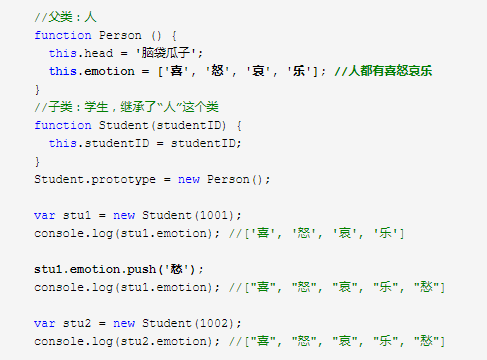 //父类：人
function Person () {
this.head = '脑袋瓜子';
this.emotion = ['喜', '怒', '哀', '乐']; //人都有喜怒哀乐
}
//子类：学生，继承了“人”这个类
function Student(studentID) {
this.studentID = studentID;
}
Student.prototype = new Person();
var stu1 = new Student(1001);
console.log(stu1.emotion); //['喜', '怒', '哀', '乐']
stu1.emotion.push('愁');
console.log(stu1.emotion); //["喜", "怒", "哀", "乐", "愁"]
var stu2 = new Student(1002);
console.log(stu2.emotion); //["喜", "怒", "哀", "乐", "愁"]